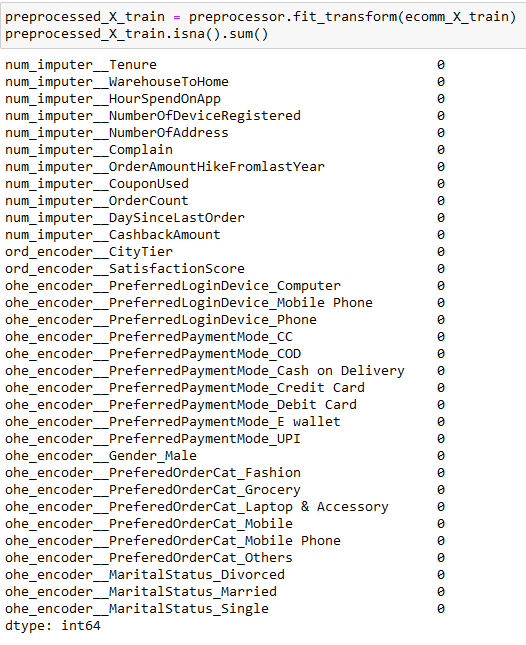 preprocessed_X_train = preprocessor.fit_transform(ecomm_X_train)
preprocessed_X_train.isna().sum()
num_imputer__Tenure 0
num_imputer__WarehouseToHome 0
num_imputer__HourSpendOnApp 0
num_imputer__NumberOfDeviceRegistered 0
num_imputer__NumberOfAddress 0
num_imputer__Complain 0
num_imputer__OrderAmountHikeFromlastYear 0
num_imputer__CouponUsed 0
num_imputer__OrderCount 0
num_imputer__DaySinceLastOrder 0
num_imputer__CashbackAmount 0
ord_encoder__CityTier 0
ord_encoder__SatisfactionScore 0
ohe_encoder__PreferredLoginDevice_Computer 0
ohe_encoder__PreferredLoginDevice_Mobile Phone 0
ohe_encoder__PreferredLoginDevice_Phone 0
ohe_encoder__PreferredPaymentMode_CC 0
ohe_encoder__PreferredPaymentMode_COD 0
ohe_encoder__PreferredPaymentMode_Cash on Delivery 0
ohe_encoder__PreferredPaymentMode_Credit Card 0
ohe_encoder__PreferredPaymentMode_Debit Card 0
ohe_encoder__PreferredPaymentMode_E wallet 0
ohe_encoder__PreferredPaymentMode_UPI 0
ohe_encoder__Gender_Male 0
ohe_encoder__PreferedOrderCat_Fashion 0
ohe_encoder__PreferedOrderCat_Grocery 0
ohe_encoder__PreferedOrderCat_Laptop & Accessory 0
ohe_encoder__PreferedOrderCat_Mobile 0
ohe_encoder__PreferedOrderCat_Mobile Phone 0
ohe_encoder__PreferedOrderCat_Others 0
ohe_encoder__MaritalStatus_Divorced 0
ohe_encoder__MaritalStatus_Married 0
ohe_encoder__MaritalStatus_Single 0
dtype: int64